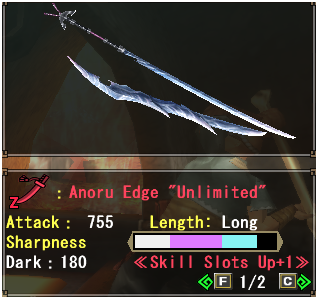 Z : Anoru Edge "Unlimited"
Attack : 755 Length: Long
Sharpness
Dark : 180 ≪Skill Slots Up+1≫
F 1/2 C